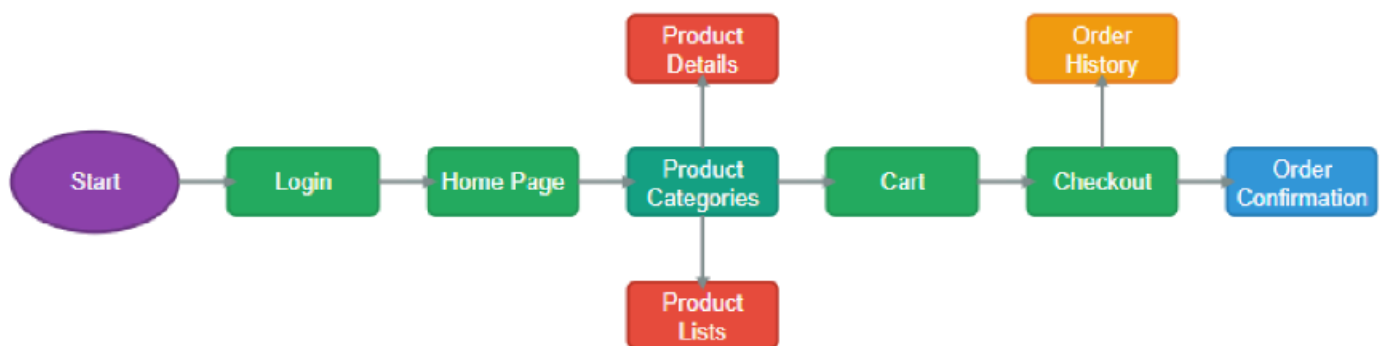 Product
Details
Order
History
Start
Login
Home Page
Product
Categories
Cart
Checkout
Order
Confirmation
Product
Lists